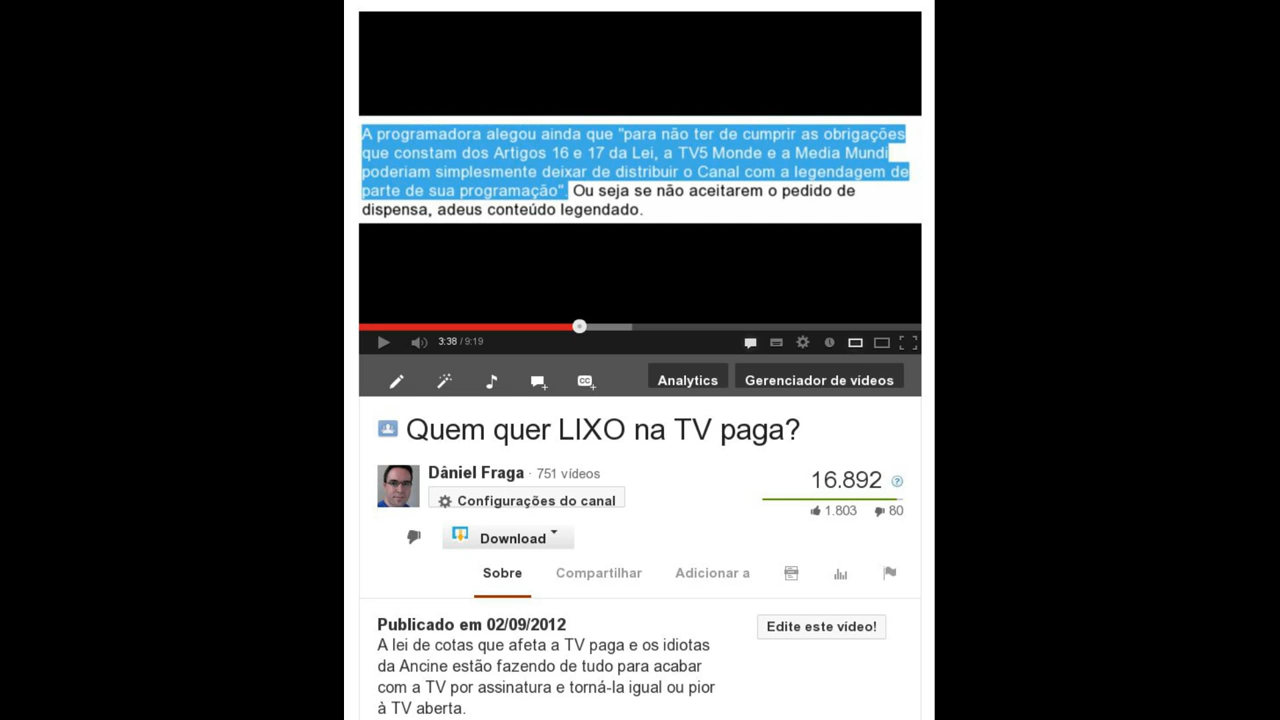 A programadora alegou ainda que "para não ter de cumprir as obrigações
que constam dos Artigos 16 e 17 da Lei, a TV5 Monde e a Media Mundi
poderiam simplesmente deixar de distribuir o Canal com a legendagem de
parte de sua programação". Ou seja se não aceitarem o pedido de
dispensa, adeus conteúdo legendado.
3:38 / 9:19
CC
Analytics
Gerenciador de vídeos
Quem quer LIXO na TV paga?
Dâniel Fraga · 751 vídeos
16.892 ?
Configurações do canal
1.803 80
Download
Sobre Compartilhar Adicionar a
Publicado em 02/09/2012
Edite este vídeo!
A lei de cotas que afeta a TV paga e os idiotas
da Ancine estão fazendo de tudo para acabar
com a TV por assinatura e torná-la igual ou pior
à TV aberta.